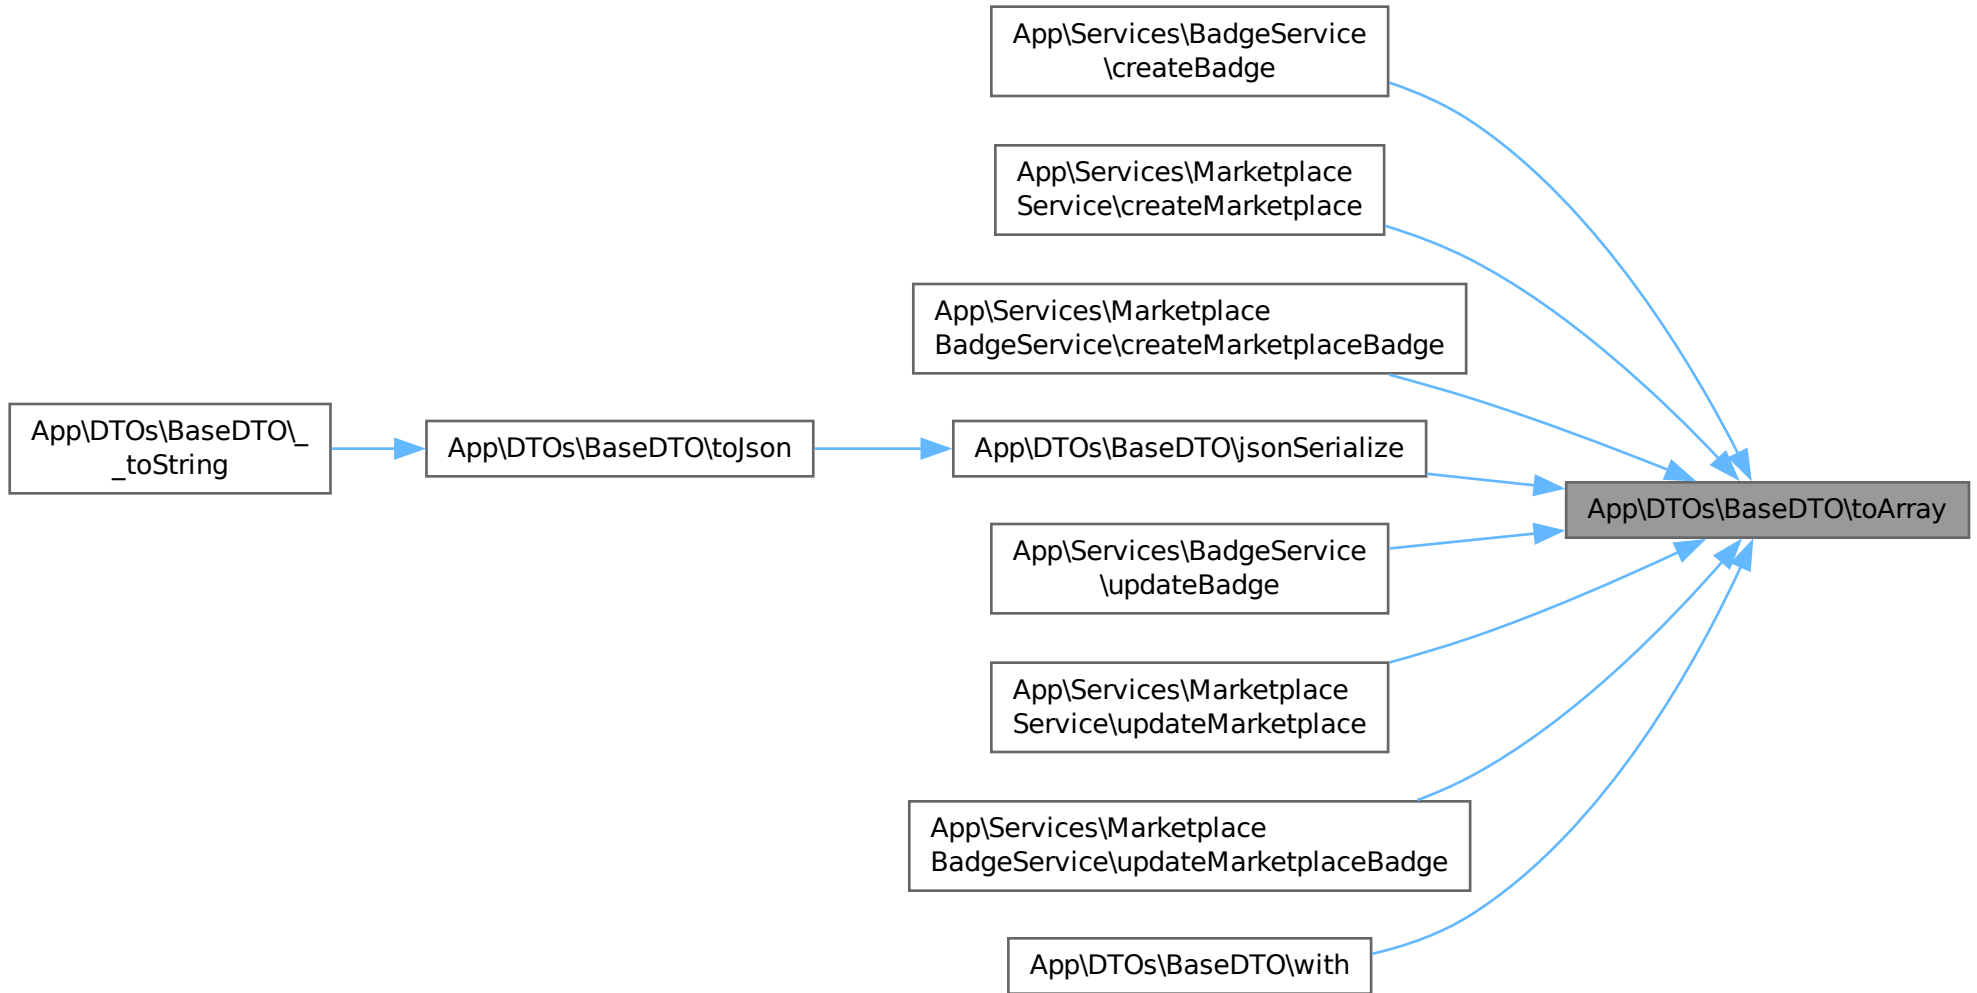 App\Services\BadgeService
\createBadge
App\Services\Marketplace
Service\createMarketplace
App\Services\Marketplace
BadgeService\createMarketplaceBadge
App\DTOs\BaseDTO\_
_toString
App\DTOs\BaseDTO\toJson
App\DTOs\BaseDTO\jsonSerialize
App\DTOs\BaseDTO\toArray
App\Services\BadgeService
\updateBadge
App\Services\Marketplace
Service\updateMarketplace
App\Services\Marketplace
BadgeService\updateMarketplaceBadge
App\DTOs\BaseDTO\with